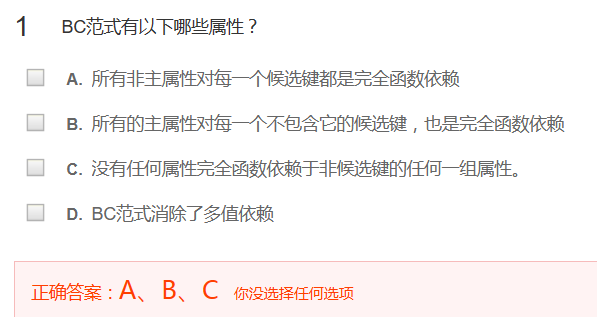 1 BC范式有以下哪些属性？
A. 所有非主属性对每一个候选键都是完全函数依赖
B. 所有的主属性对每一个不包含它的候选键，也是完全函数依赖
C. 没有任何属性完全函数依赖于非候选键的任何一组属性。
D. BC范式消除了多值依赖
正确答案：A、B、C 你没选择任何选项